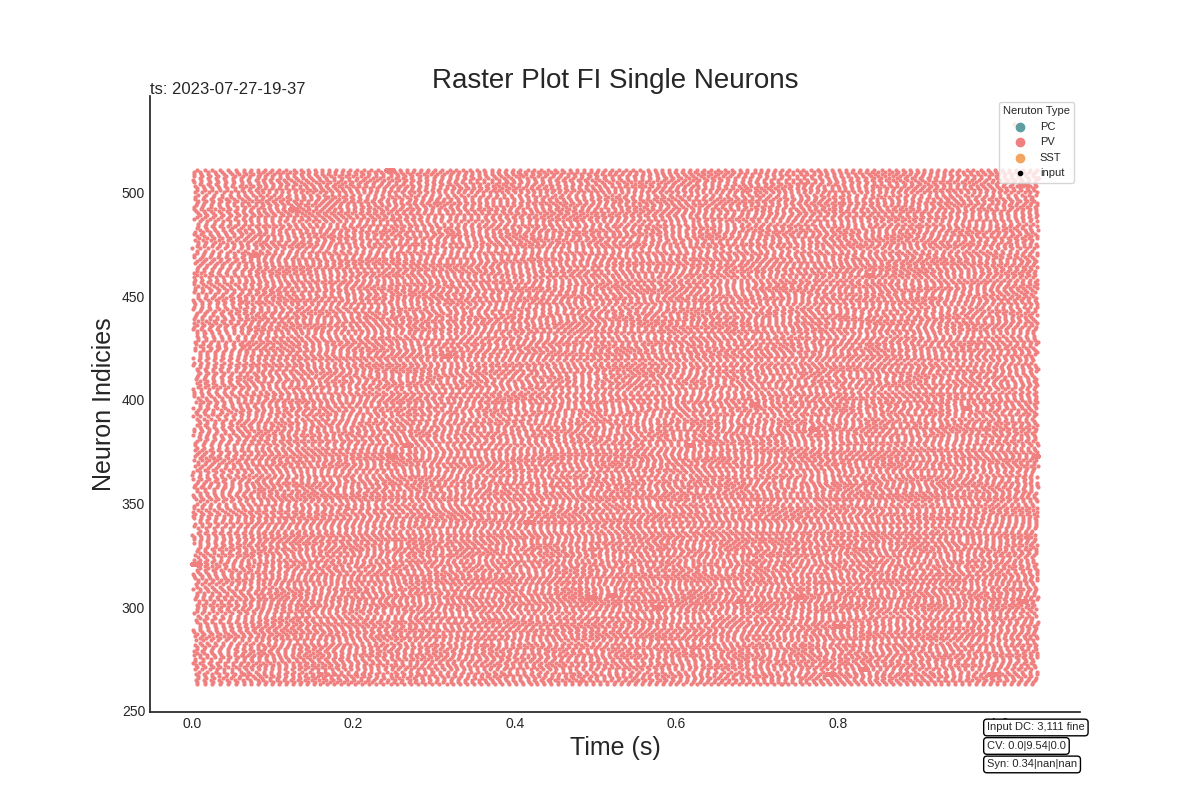 Raster Plot FI Single Neurons
ts: 2023-07-27-19-37
Neruton Type
PC
PV
SST
input
Neuron Indicies
500
450
400
350
300
250
0.0
0.2
0.4
0.6
0.8
Time (s)
Input DC: 3,111 fine
CV: 0.0|9.54|0.0
Syn: 0.34|nan|nan